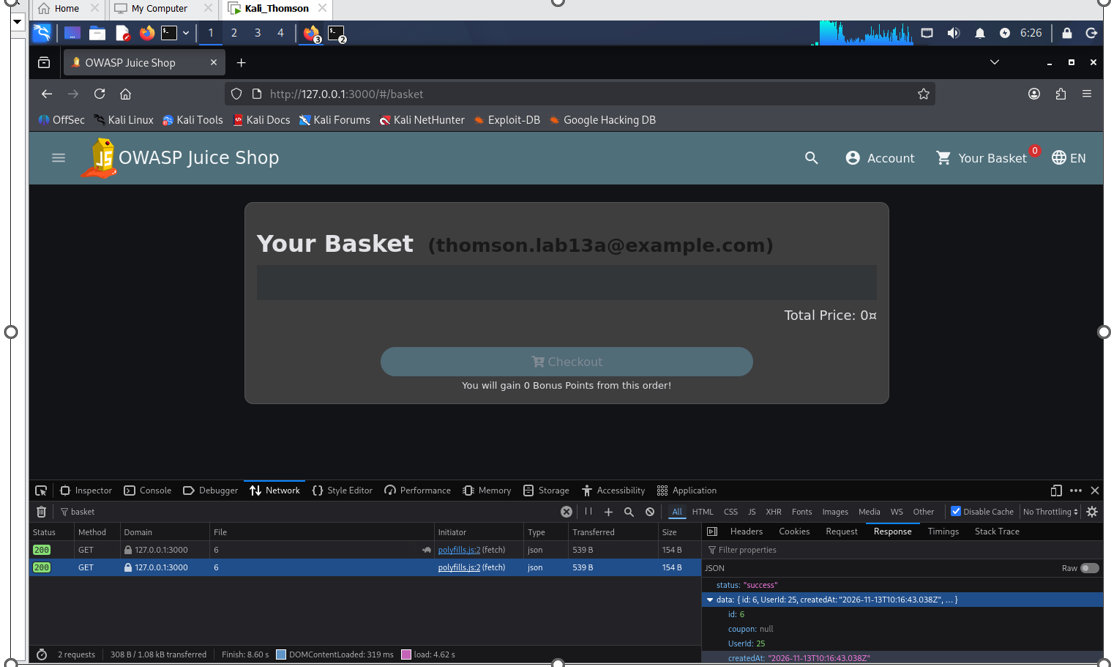 Home
My Computer
Kali_Thomson
1 2 3 4
3
2
6:26
OWASP Juice Shop
http://127.0.0.1:3000/#/basket
OffSec Kali Linux Kali Tools Kali Docs Kali Forums Kali NetHunter Exploit-DB Google Hacking DB
JS
OWASP Juice Shop
Account
Your Basket 0
EN
Your Basket (thomson.lab13a@example.com)
Total Price: 0¤
Checkout
You will gain 0 Bonus Points from this order!
Inspector Console Debugger Network Style Editor Performance Memory Storage Accessibility Application
basket
All HTML CSS JS XHR Fonts Images Media WS Other Disable Cache No Throttling
Status Method Domain File Initiator Type Transferred Size
200 GET 127.0.0.1:3000 6 polyfills.js:2 (fetch) json 539 B 154 B
200 GET 127.0.0.1:3000 6 polyfills.js:2 (fetch) json 539 B 154 B
2 requests 308 B / 1.08 kB transferred Finish: 8.60 s DOMContentLoaded: 319 ms load: 4.62 s
Headers Cookies Request Response Timings Stack Trace
Filter properties
JSON Raw
status: "success"
data: { id: 6, UserId: 25, createdAt: "2026-11-13T10:16:43.038Z", … }
id: 6
coupon: null
UserId: 25
createdAt: "2026-11-13T10:16:43.038Z"